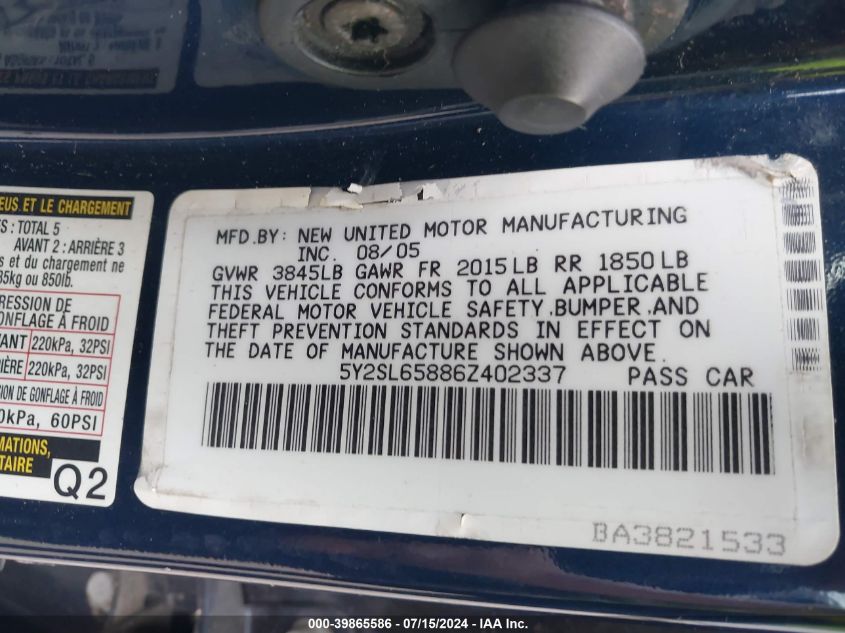 EUS ET LE CHARGEMENT
S : TOTAL 5
AVANT 2 : ARRIÈRE 3
s et du chargement ne
85kg ou 850lb.
PRESSION DE
GONFLAGE À FROID
ANT 220kPa, 32PSI
IÈRE 220kPa, 32PSI
SION DE GONFLAGE À FROID
0kPa, 60PSI
MATIONS,
TAIRE
Q2
MFD.BY: NEW UNITED MOTOR MANUFACTURING
INC. 08/05
GVWR 3845LB GAWR FR 2015LB RR 1850LB
THIS VEHICLE CONFORMS TO ALL APPLICABLE
FEDERAL MOTOR VEHICLE SAFETY,BUMPER,AND
THEFT PREVENTION STANDARDS IN EFFECT ON
THE DATE OF MANUFACTURE SHOWN ABOVE.
5Y2SL65886Z402337 PASS CAR
BA3821533
000-39865586 - 07/15/2024 - IAA Inc.